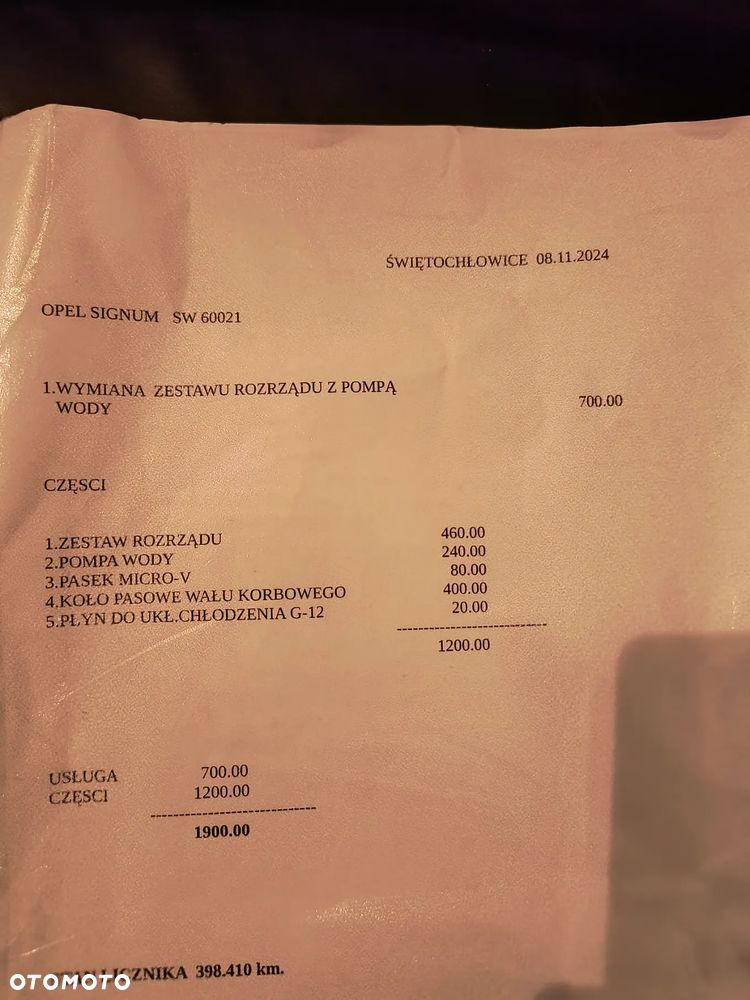 ŚWIĘTOCHŁOWICE 08.11.2024
OPEL SIGNUM SW 60021
1.WYMIANA ZESTAWU ROZRZĄDU Z POMPĄ
WODY 700.00
CZĘSCI
1.ZESTAW ROZRZĄDU 460.00
2.POMPA WODY 240.00
3.PASEK MICRO-V 80.00
4.KOŁO PASOWE WAŁU KORBOWEGO 400.00
5.PŁYN DO UKŁ.CHŁODZENIA G-12 20.00
1200.00
USŁUGA 700.00
CZĘSCI 1200.00
1900.00
LICZNIKA 398.410 km.
OTOMOTO